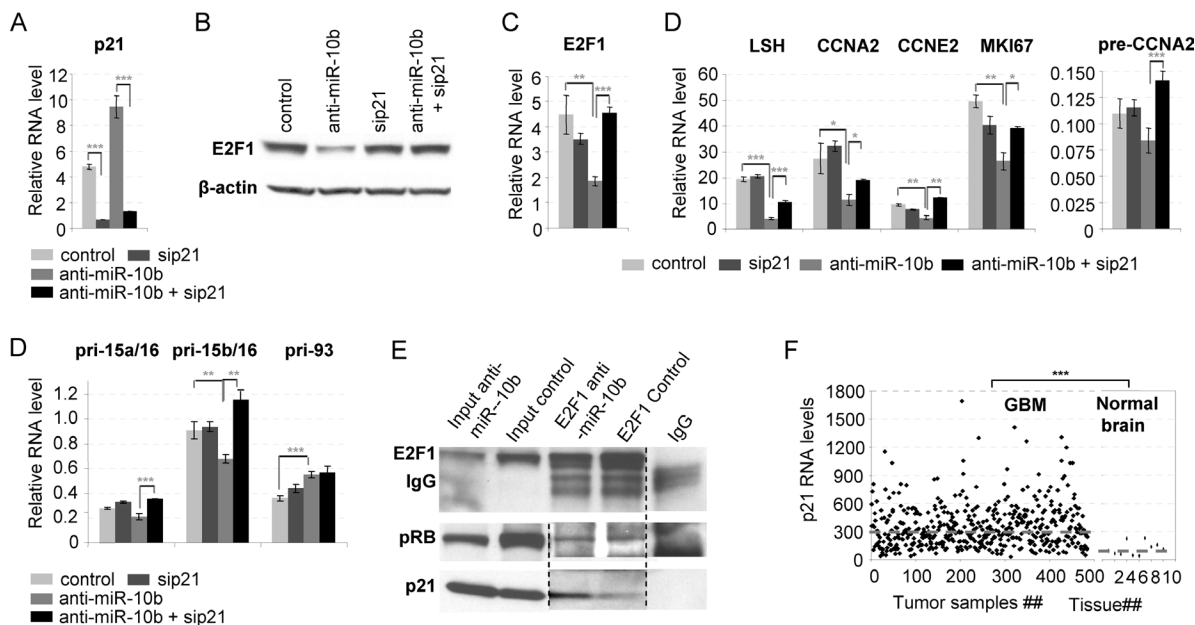 A
p21
Relative RNA level
12
10
8
6
4
2
0
***
***
control sip21
anti-miR-10b
anti-miR-10b + sip21
B
control
anti-miR-10b
sip21
anti-miR-10b
+ sip21
E2F1
β-actin
C
E2F1
Relative RNA level
6
5
4
3
2
1
0
**
***
D
LSH CCNA2 CCNE2 MKI67 pre-CCNA2
Relative RNA level
60
50
40
30
20
10
0
***
***
*
*
**
**
**
*
0.150
0.125
0.100
0.075
0.050
0.025
0.00
***
control sip21 anti-miR-10b anti-miR-10b + sip21
D
pri-15a/16 pri-15b/16 pri-93
Relative RNA level
1.2
1.0
0.8
0.6
0.4
0.2
0
***
**
**
***
control sip21
anti-miR-10b
anti-miR-10b + sip21
E
Input anti-
miR--10b
Input control
E2F1 anti
-miR-10b
E2F1 Control
IgG
E2F1
IgG
pRB
p21
F
***
GBM Normal
brain
p21 RNA levels
1800
1500
1200
900
600
300
0
0 100 200 300 400 500
2 4 6 8 10
Tumor samples ## Tissue##